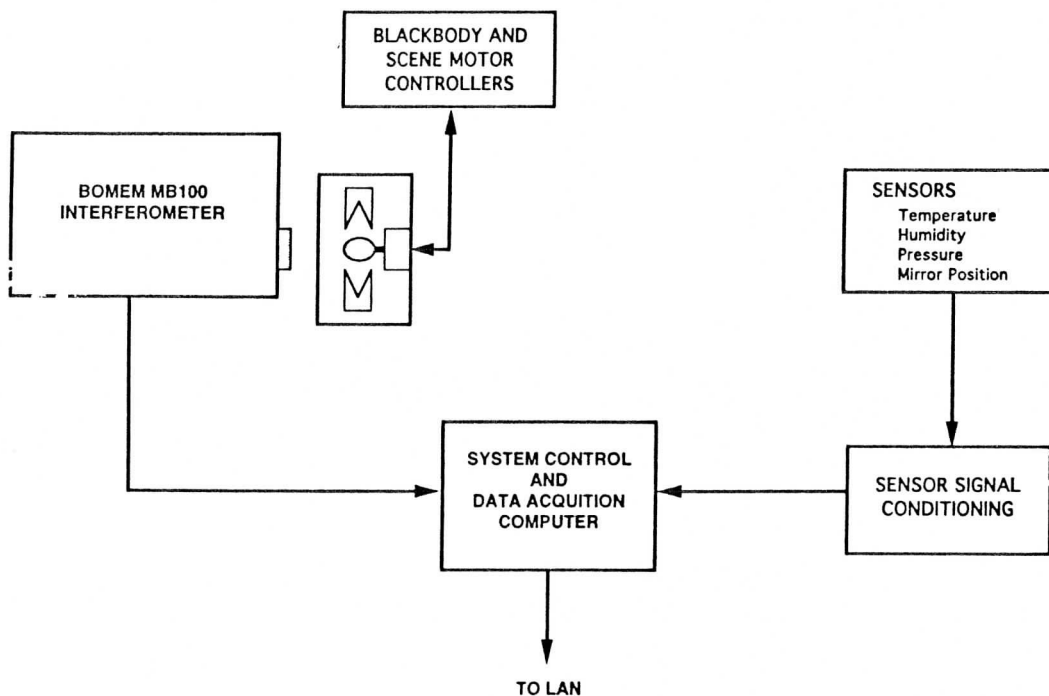 BLACKBODY AND
SCENE MOTOR
CONTROLLERS
BOMEM MB100
INTERFEROMETER
SENSORS
Temperature
Humidity
Pressure
Mirror Position
SYSTEM CONTROL
AND
DATA ACQUITION
COMPUTER
SENSOR SIGNAL
CONDITIONING
TO LAN